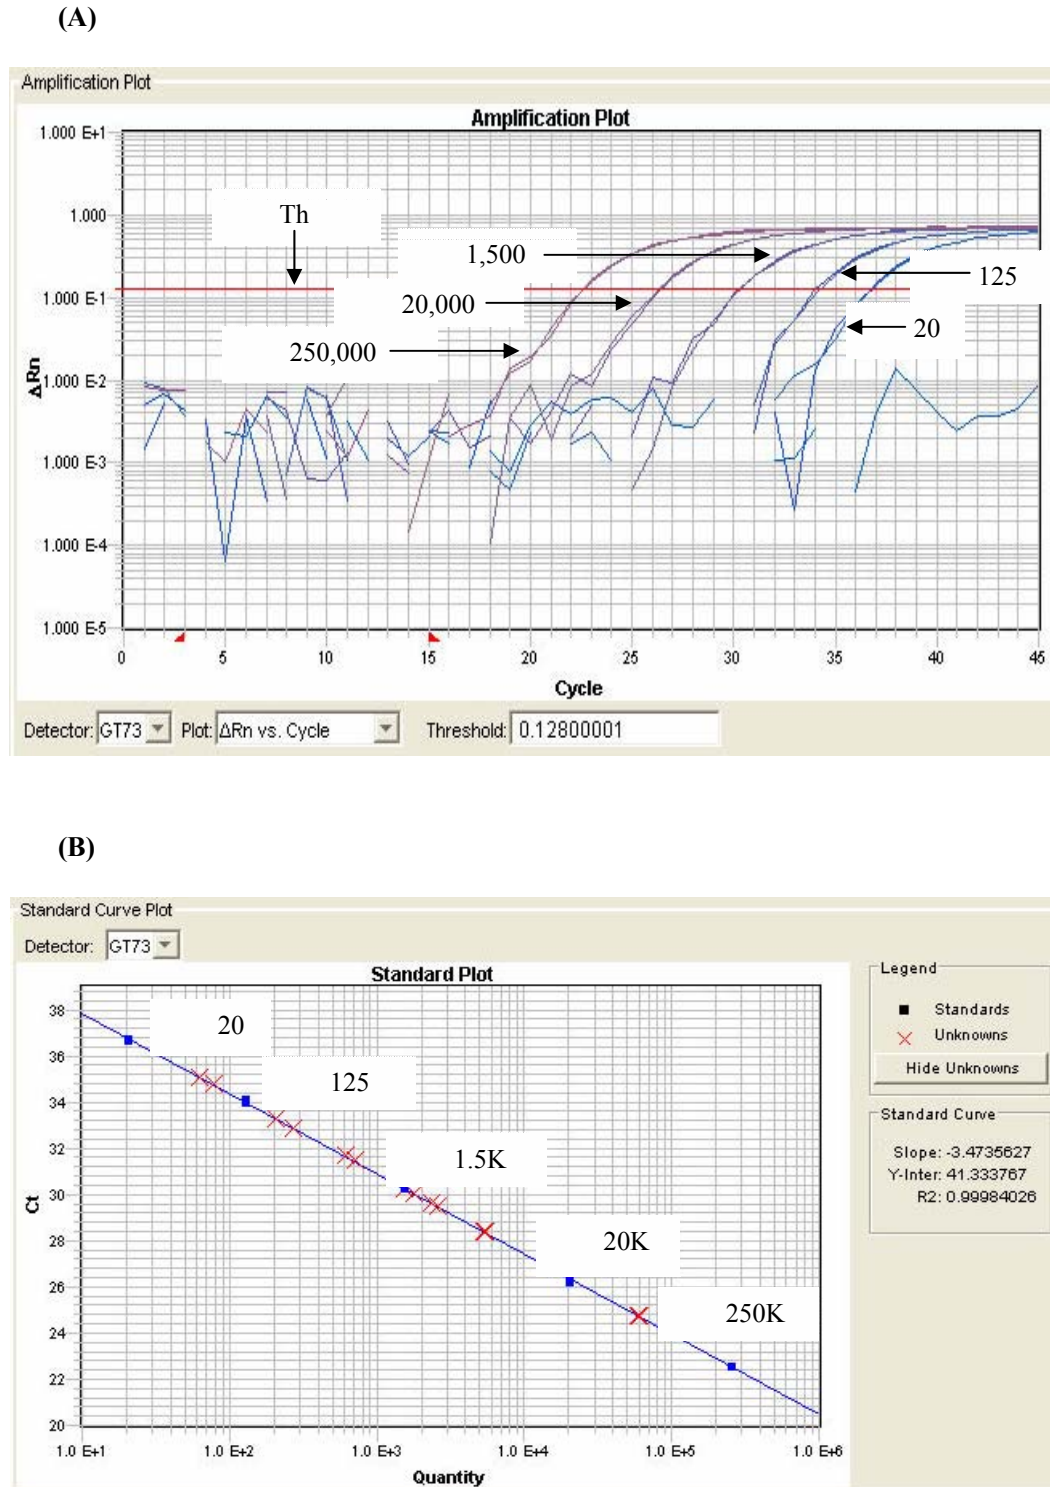 (A)
Amplification Plot
Amplification Plot
1.000 E+1
1.000
1.000 E-1
1.000 E-2
1.000 E-3
1.000 E-4
1.000 E-5
ΔRn
Th
1,500
20,000
250,000
125
20
0 5 10 15 20 25 30 35 40 45
Cycle
Detector: GT73 Plot: ΔRn vs. Cycle Threshold: 0.12800001
(B)
Standard Curve Plot
Detector: GT73
Standard Plot
38
36
34
32
30
28
26
24
22
20
Ct
20
125
1.5K
20K
250K
1.0 E+1 1.0 E+2 1.0 E+3 1.0 E+4 1.0 E+5 1.0 E+6
Quantity
Legend
Standards
Unknowns
Hide Unknowns
Standard Curve
Slope: -3.4735627
Y-Inter: 41.333767
R2: 0.99984026